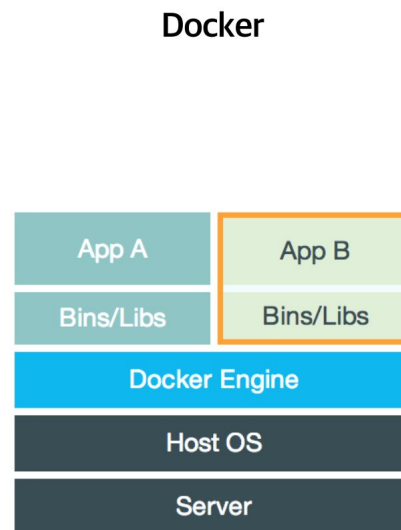 Docker
App A App B
Bins/Libs Bins/Libs
Docker Engine
Host OS
Server